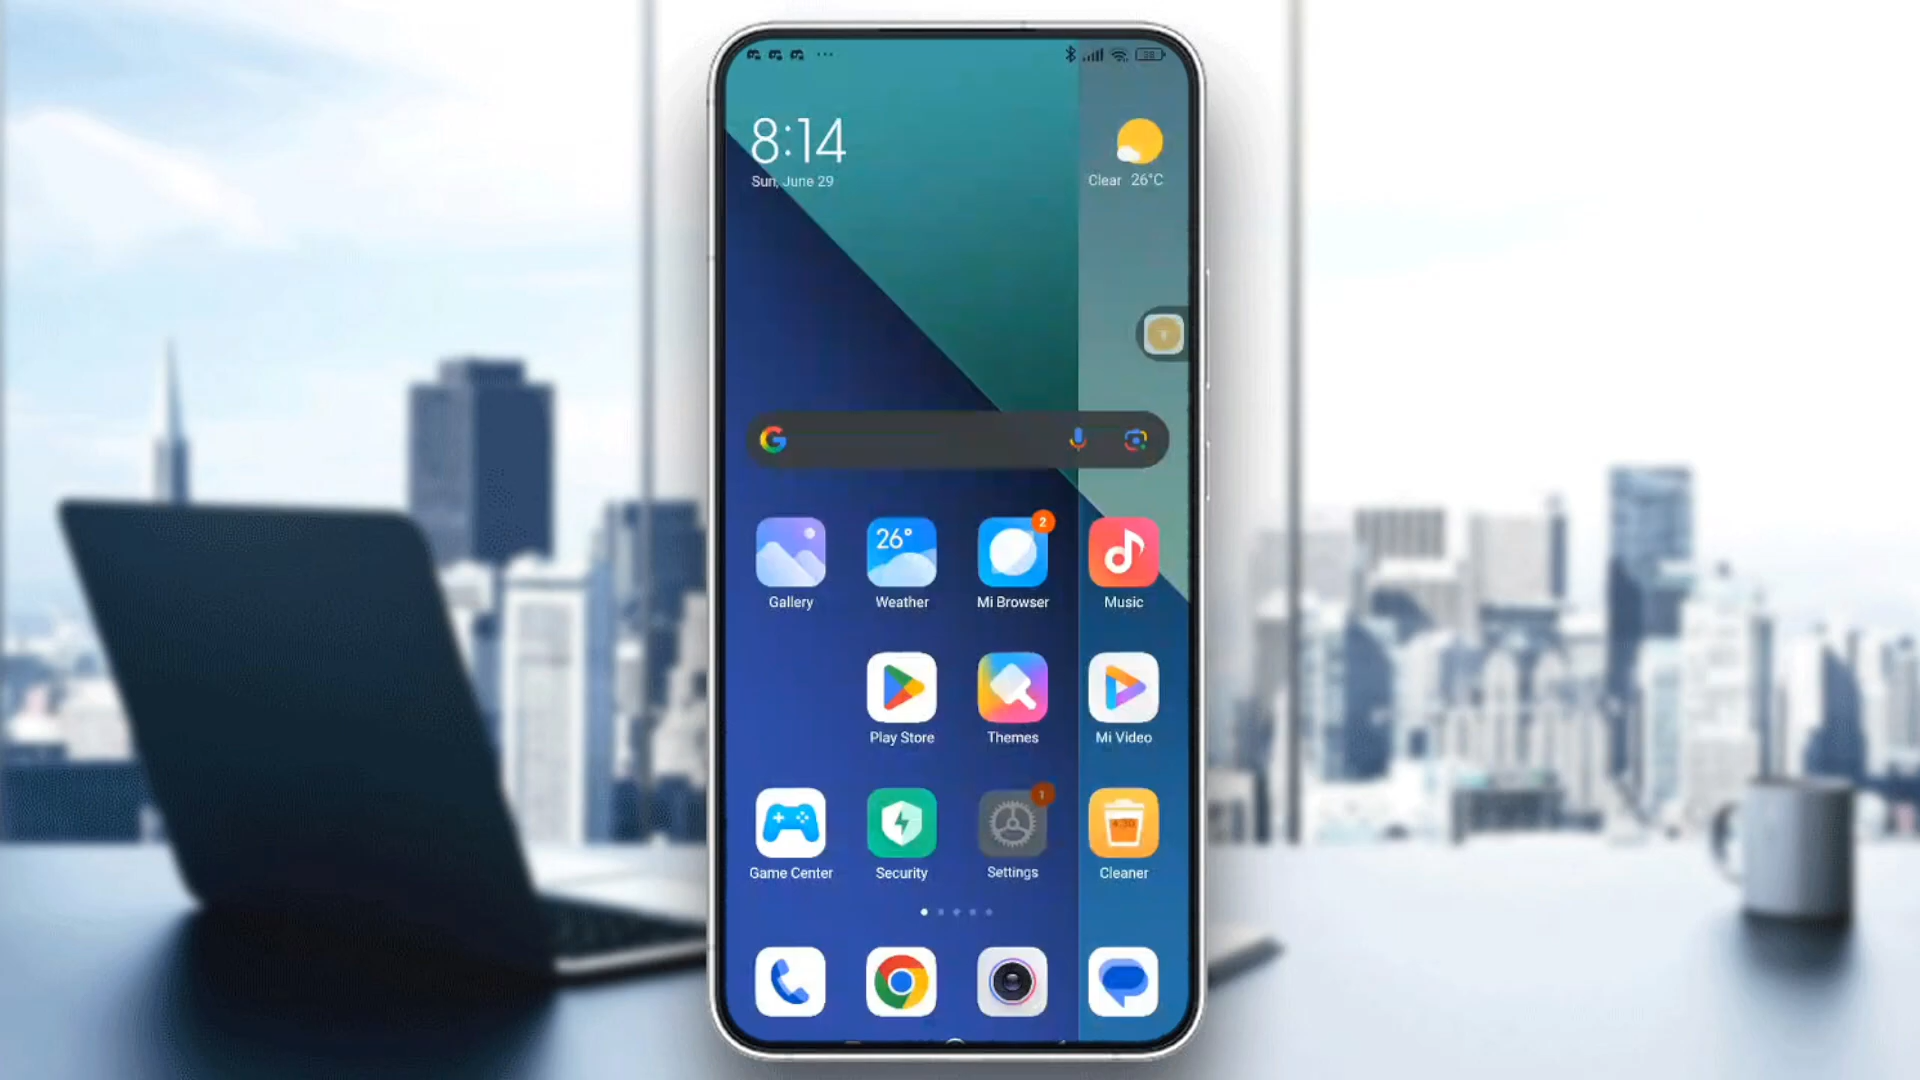 8:14
Sun, June 29
Clear 26°C
26°
2
Gallery
Weather
Mi Browser
Music
Play Store
Themes
Mi Video
1
Game Center
Security
Settings
Cleaner